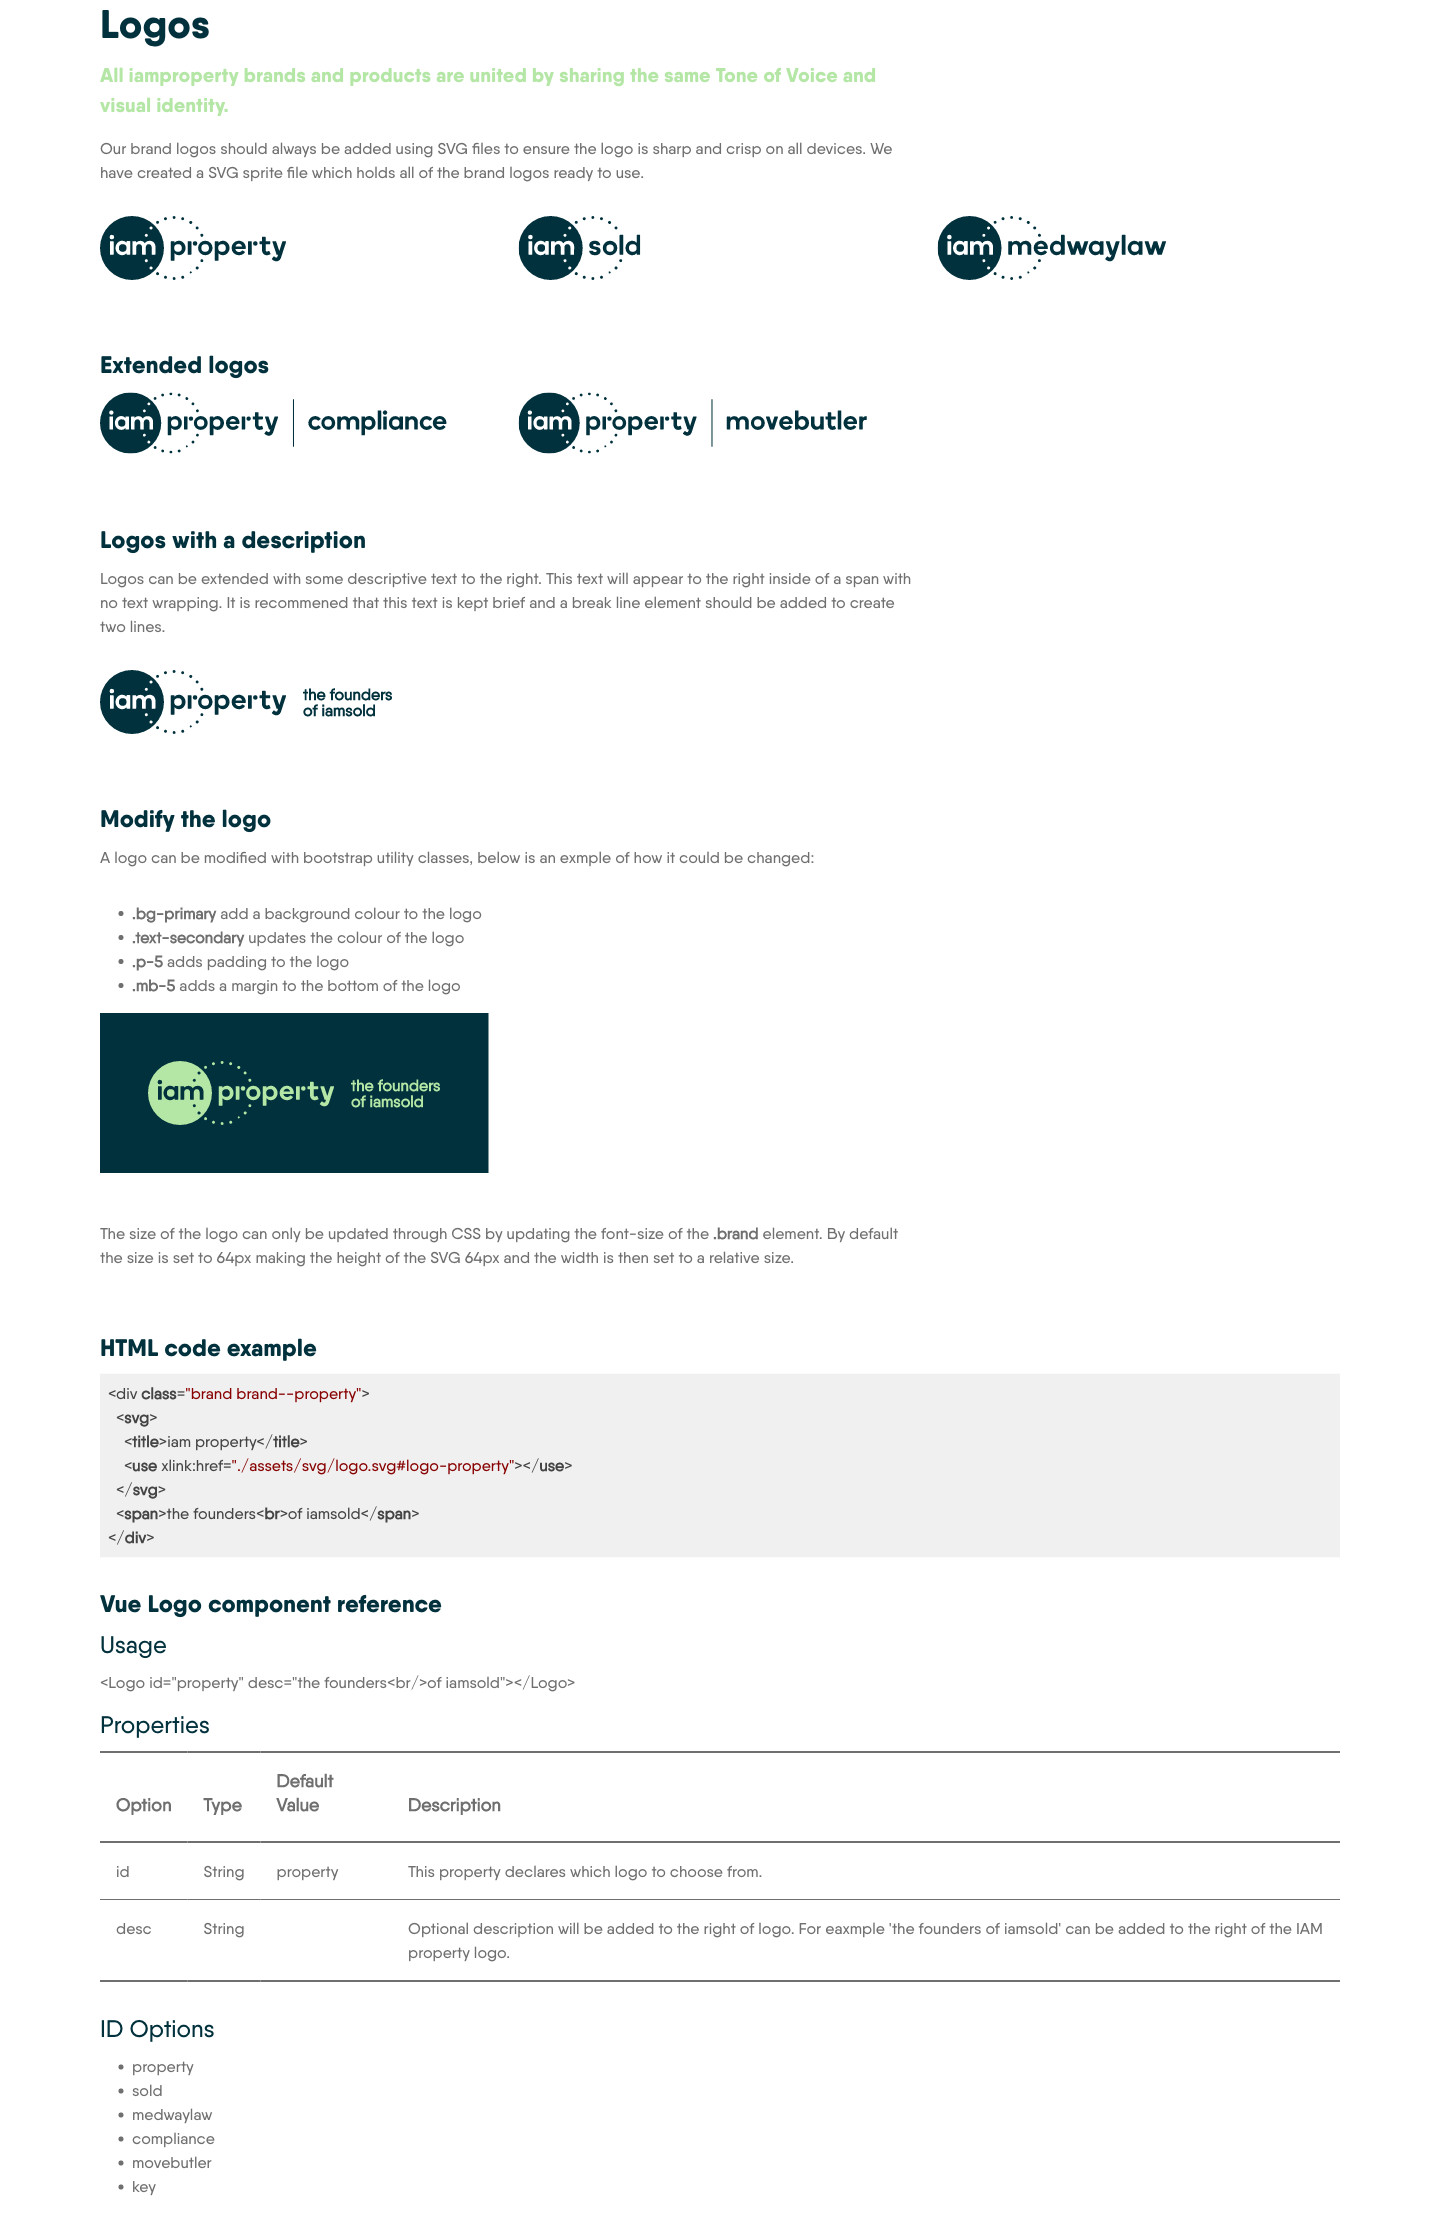 Logos
All iamproperty brands and products are united by sharing the same Tone of Voice and
visual identity.
Our brand logos should always be added using SVG files to ensure the logo is sharp and crisp on all devices. We
have created a SVG sprite file which holds all of the brand logos ready to use.
iam property
iam sold
iam medwaylaw
Extended logos
iam property | compliance
iam property | movebutler
Logos with a description
Logos can be extended with some descriptive text to the right. This text will appear to the right inside of a span with
no text wrapping. It is recommened that this text is kept brief and a break line element should be added to create
two lines.
iam property the founders
of iamsold
Modify the logo
A logo can be modified with bootstrap utility classes, below is an exmple of how it could be changed:
• .bg-primary add a background colour to the logo
• .text-secondary updates the colour of the logo
• .p-5 adds padding to the logo
• .mb-5 adds a margin to the bottom of the logo
iam property the founders
of iamsold
The size of the logo can only be updated through CSS by updating the font-size of the .brand element. By default
the size is set to 64px making the height of the SVG 64px and the width is then set to a relative size.
HTML code example
<div class="brand brand--property">
<svg>
<title>iam property</title>
<use xlink:href="./assets/svg/logo.svg#logo-property"></use>
</svg>
<span>the founders<br>of iamsold</span>
</div>
Vue Logo component reference
Usage
<Logo id="property" desc="the founders<br/>of iamsold"></Logo>
Properties
Option Type Default Value Description
id String property This property declares which logo to choose from.
desc String Optional description will be added to the right of logo. For eaxmple 'the founders of iamsold' can be added to the right of the IAM
property logo.
ID Options
• property
• sold
• medwaylaw
• compliance
• movebutler
• key